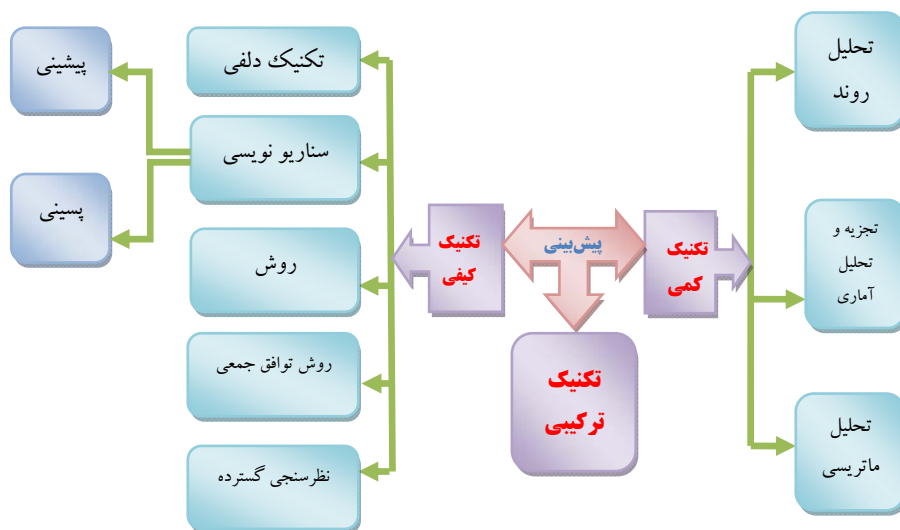 تحلیل
روند
تجزیه و
تحلیل
آماری
تحلیل
ماتریسی
تکنیک
کمی
پیش‌بینی
تکنیک
ترکیبی
تکنیک
کیفی
تکنیك دلفی
سناریو نویسی
روش
روش توافق جمعی
نظرسنجی گسترده
پیشینی
پسینی